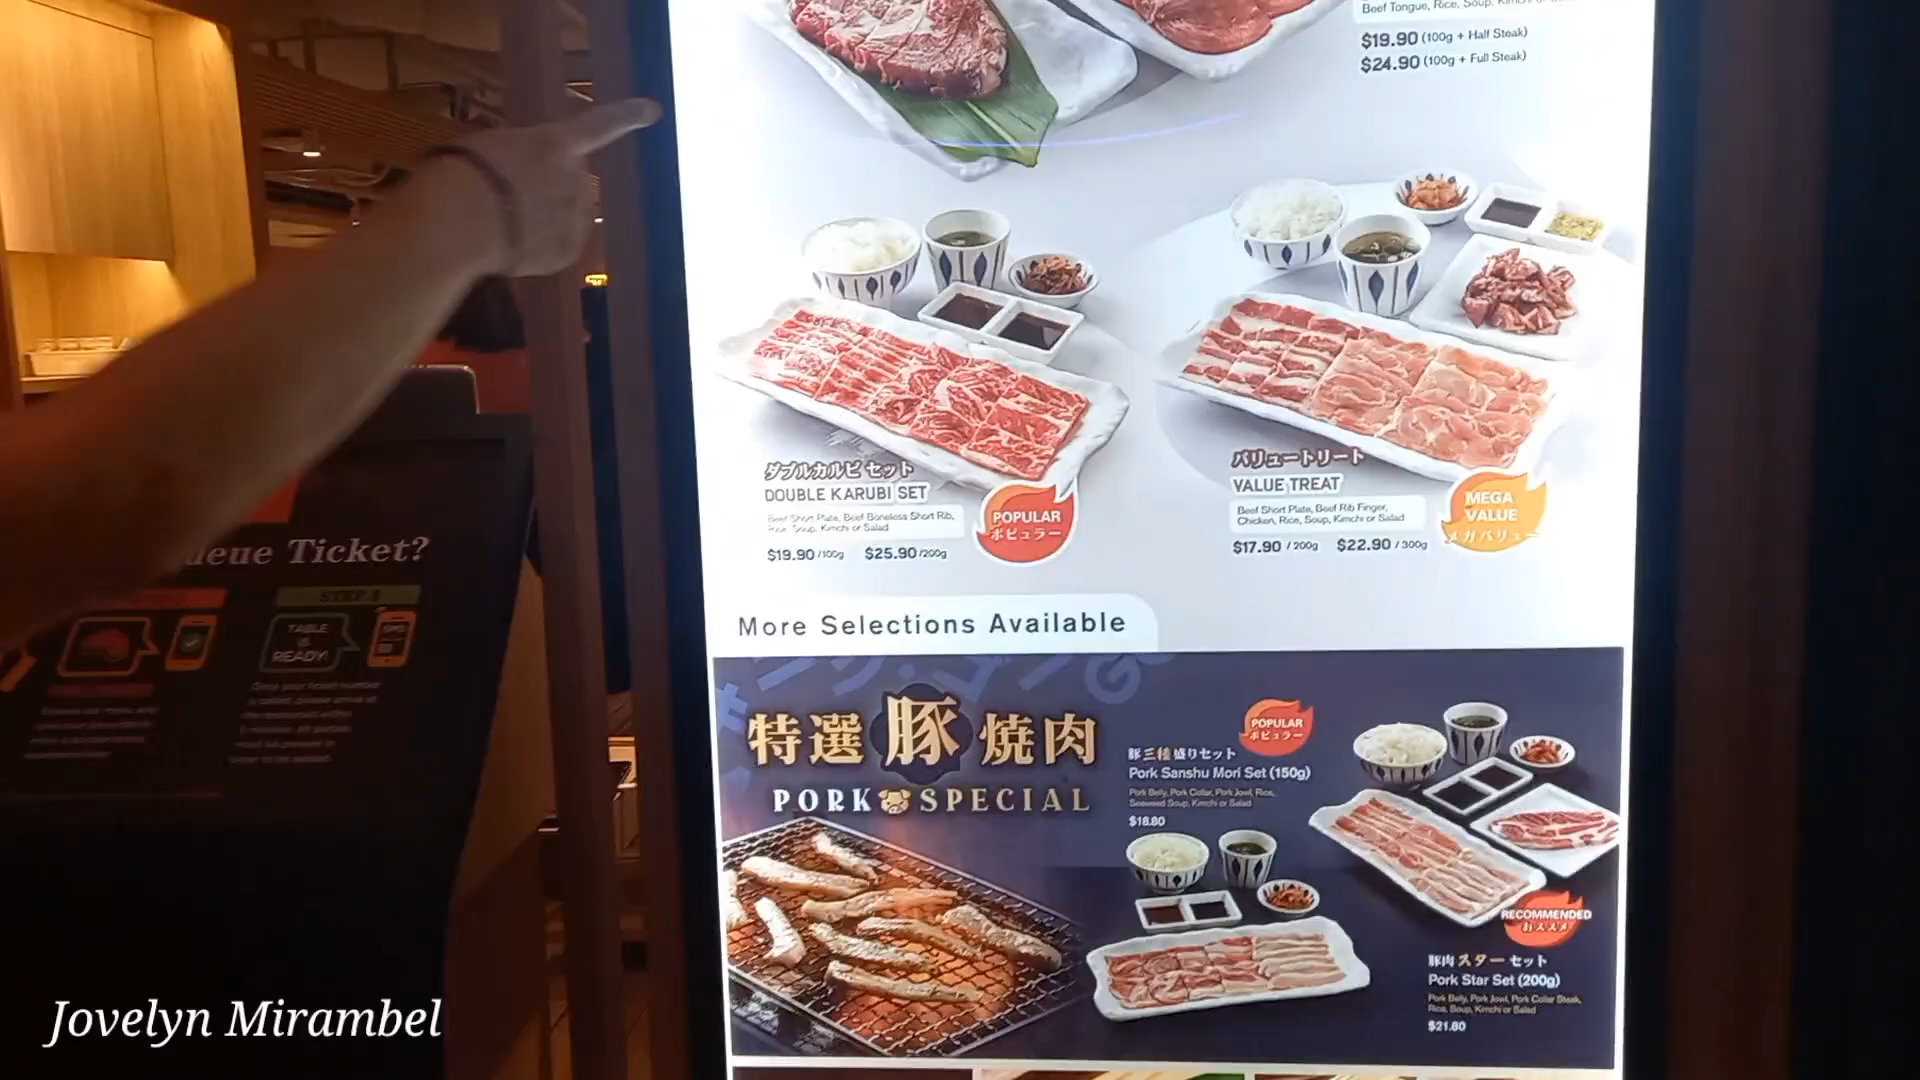 Beef Tongue, Rice, Soup, Kimchi or
$19.90 (100g + Half Steak)
$24.90 (100g + Full Steak)
ダブルカルビ セット
DOUBLE KARUBI SET
Beef Short Plate, Beef Boneless Short Rib,
Rice, Soup, Kimchi or Salad
$19.90 /100g $25.90 /200g
POPULAR
ポピュラー
バリュートリート
VALUE TREAT
Beef Short Plate, Beef Rib Finger,
Chicken, Rice, Soup, Kimchi or Salad
$17.90 / 200g $22.90 / 300g
MEGA
VALUE
メガバリュー
More Selections Available
特選 豚 焼肉
PORK SPECIAL
POPULAR
ポピュラー
豚三種盛りセット
Pork Sanshu Mori Set (150g)
Pork Belly, Pork Collar, Pork Jowl, Rice,
Seaweed Soup, Kimchi or Salad
$18.80
RECOMMENDED
おススメ
豚肉スターセット
Pork Star Set (200g)
Pork Belly, Pork Jowl, Pork Collar Steak,
Rice, Soup, Kimchi or Salad
$21.80
Ticket?
STEP
TABLE
IS
READY!
SMS
Jovelyn Mirambel